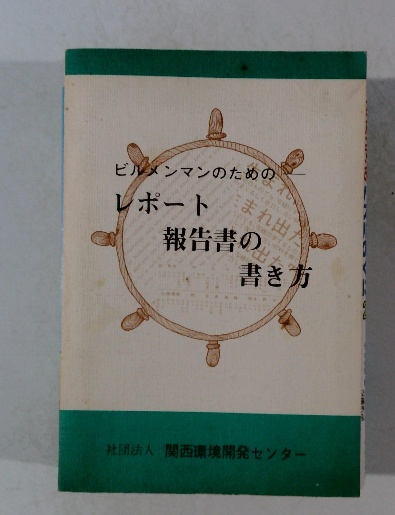 ビルメンマンのための―
レポート
報告書の
書き方
社団法人 関西環境開発センター